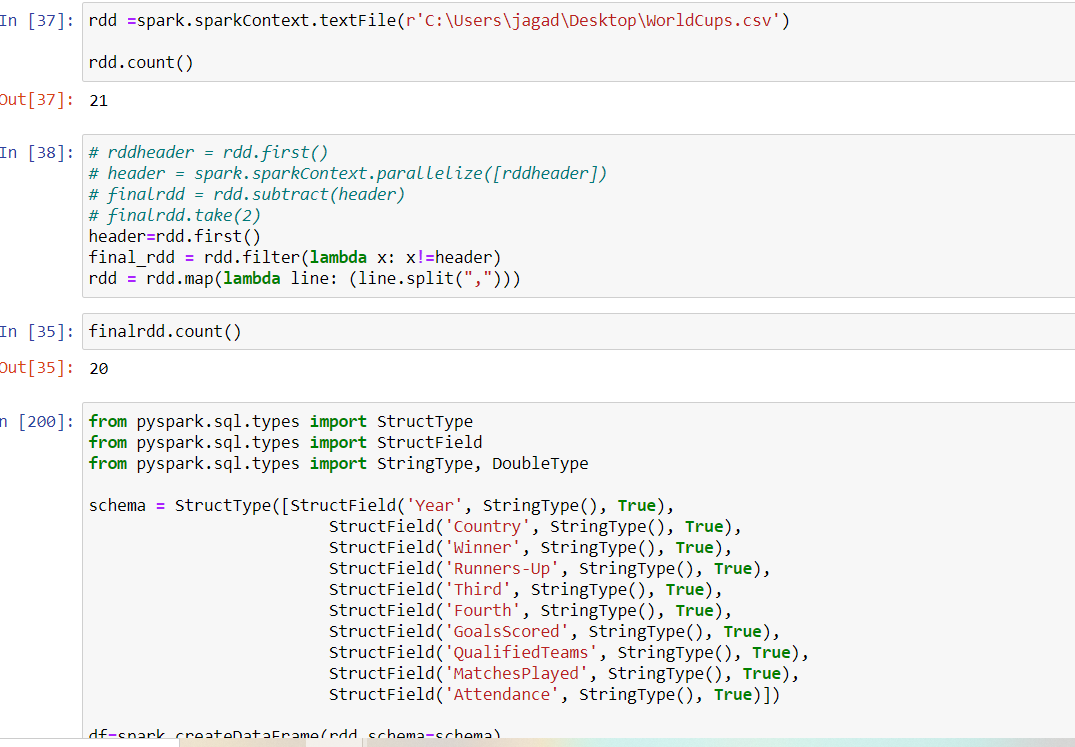 In [37]: rdd =spark.sparkContext.textFile(r'C:\Users\jagad\Desktop\WorldCups.csv')
rdd.count()
Out[37]: 21
In [38]: # rddheader = rdd.first()
# header = spark.sparkContext.parallelize([rddheader])
# finalrdd = rdd.subtract(header)
# finalrdd.take(2)
header=rdd.first()
final_rdd = rdd.filter(lambda x: x!=header)
rdd = rdd.map(lambda line: (line.split(",")))
In [35]: finalrdd.count()
Out[35]: 20
n [200]: from pyspark.sql.types import StructType
from pyspark.sql.types import StructField
from pyspark.sql.types import StringType, DoubleType
schema = StructType([StructField('Year', StringType(), True),
StructField('Country', StringType(), True),
StructField('Winner', StringType(), True),
StructField('Runners-Up', StringType(), True),
StructField('Third', StringType(), True),
StructField('Fourth', StringType(), True),
StructField('GoalsScored', StringType(), True),
StructField('QualifiedTeams', StringType(), True),
StructField('MatchesPlayed', StringType(), True),
StructField('Attendance', StringType(), True)])
df=spark.createDataFrame(rdd,schema=schema)